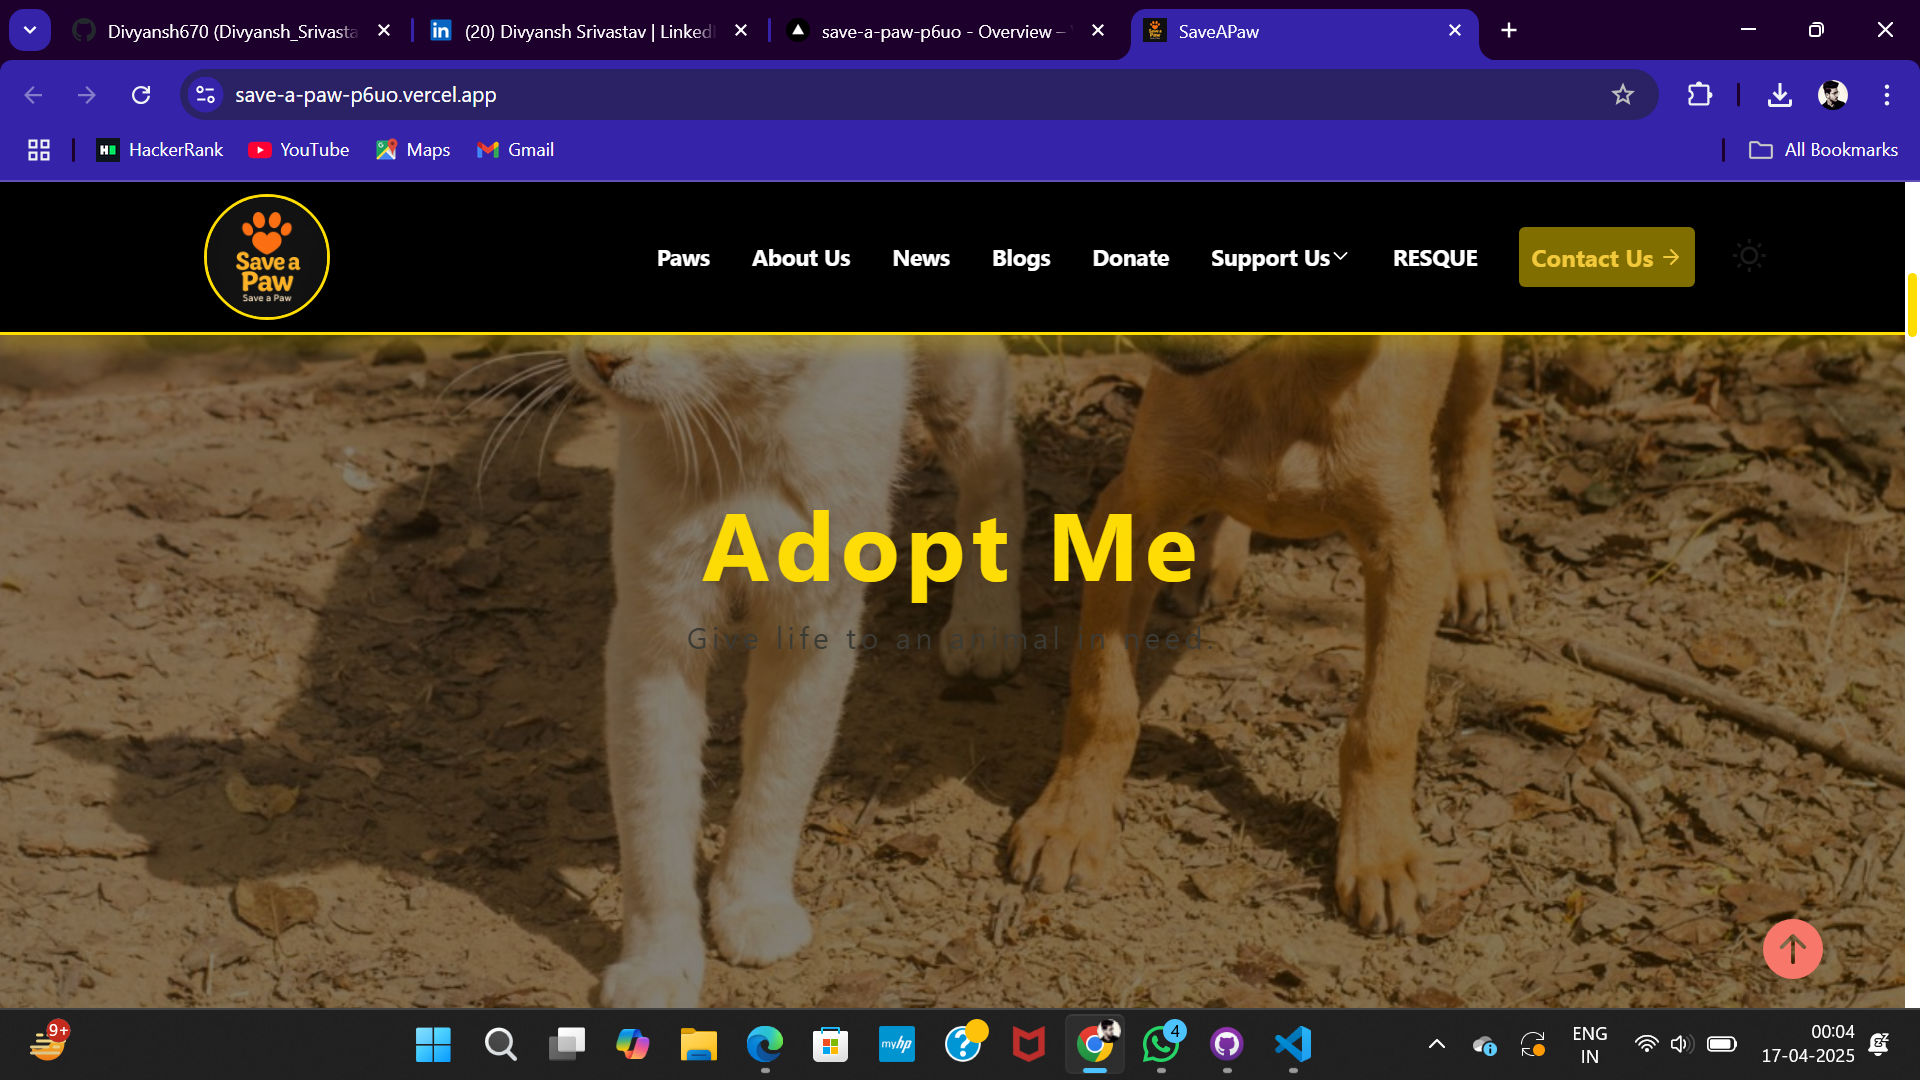 Divyansh670 (Divyansh_Srivasta
(20) Divyansh Srivastav | LinkedI
save-a-paw-p6uo - Overview –
SaveAPaw
save-a-paw-p6uo.vercel.app
HackerRank
YouTube
Maps
Gmail
All Bookmarks
Save a
Paw
Save a Paw
Paws
About Us
News
Blogs
Donate
Support Us
RESQUE
Contact Us
Adopt Me
Give life to an animal in need.
9+
myhp
4
ENG
IN
00:04
17-04-2025